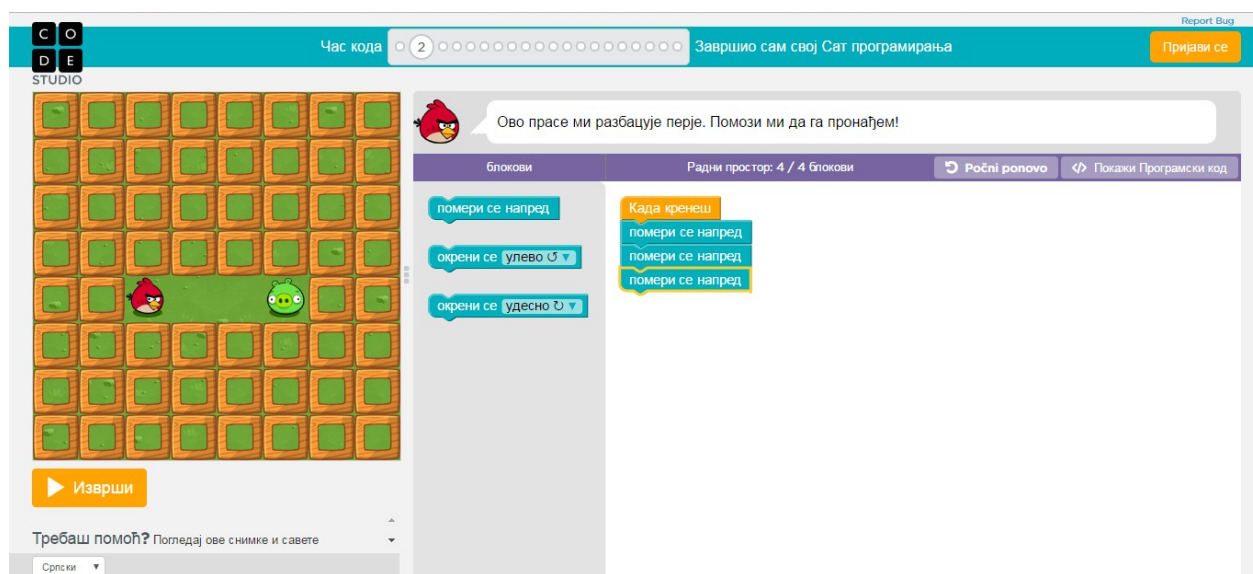 Report Bug
C O
D E
STUDIO
Час кода
2
Завршио сам свој Сат програмирања
Пријави се
Ово прасе ми разбацује перје. Помози ми да га пронађем!
блокови
Радни простор: 4 / 4 блокови
Počni ponovo
</> Покажи Програмски код
помери се напред
окрени се улево ↺ ▼
окрени се удесно ↻ ▼
Када кренеш
помери се напред
помери се напред
помери се напред
Изврши
Требаш помоћ? Погледај ове снимке и савете
Српски ▼